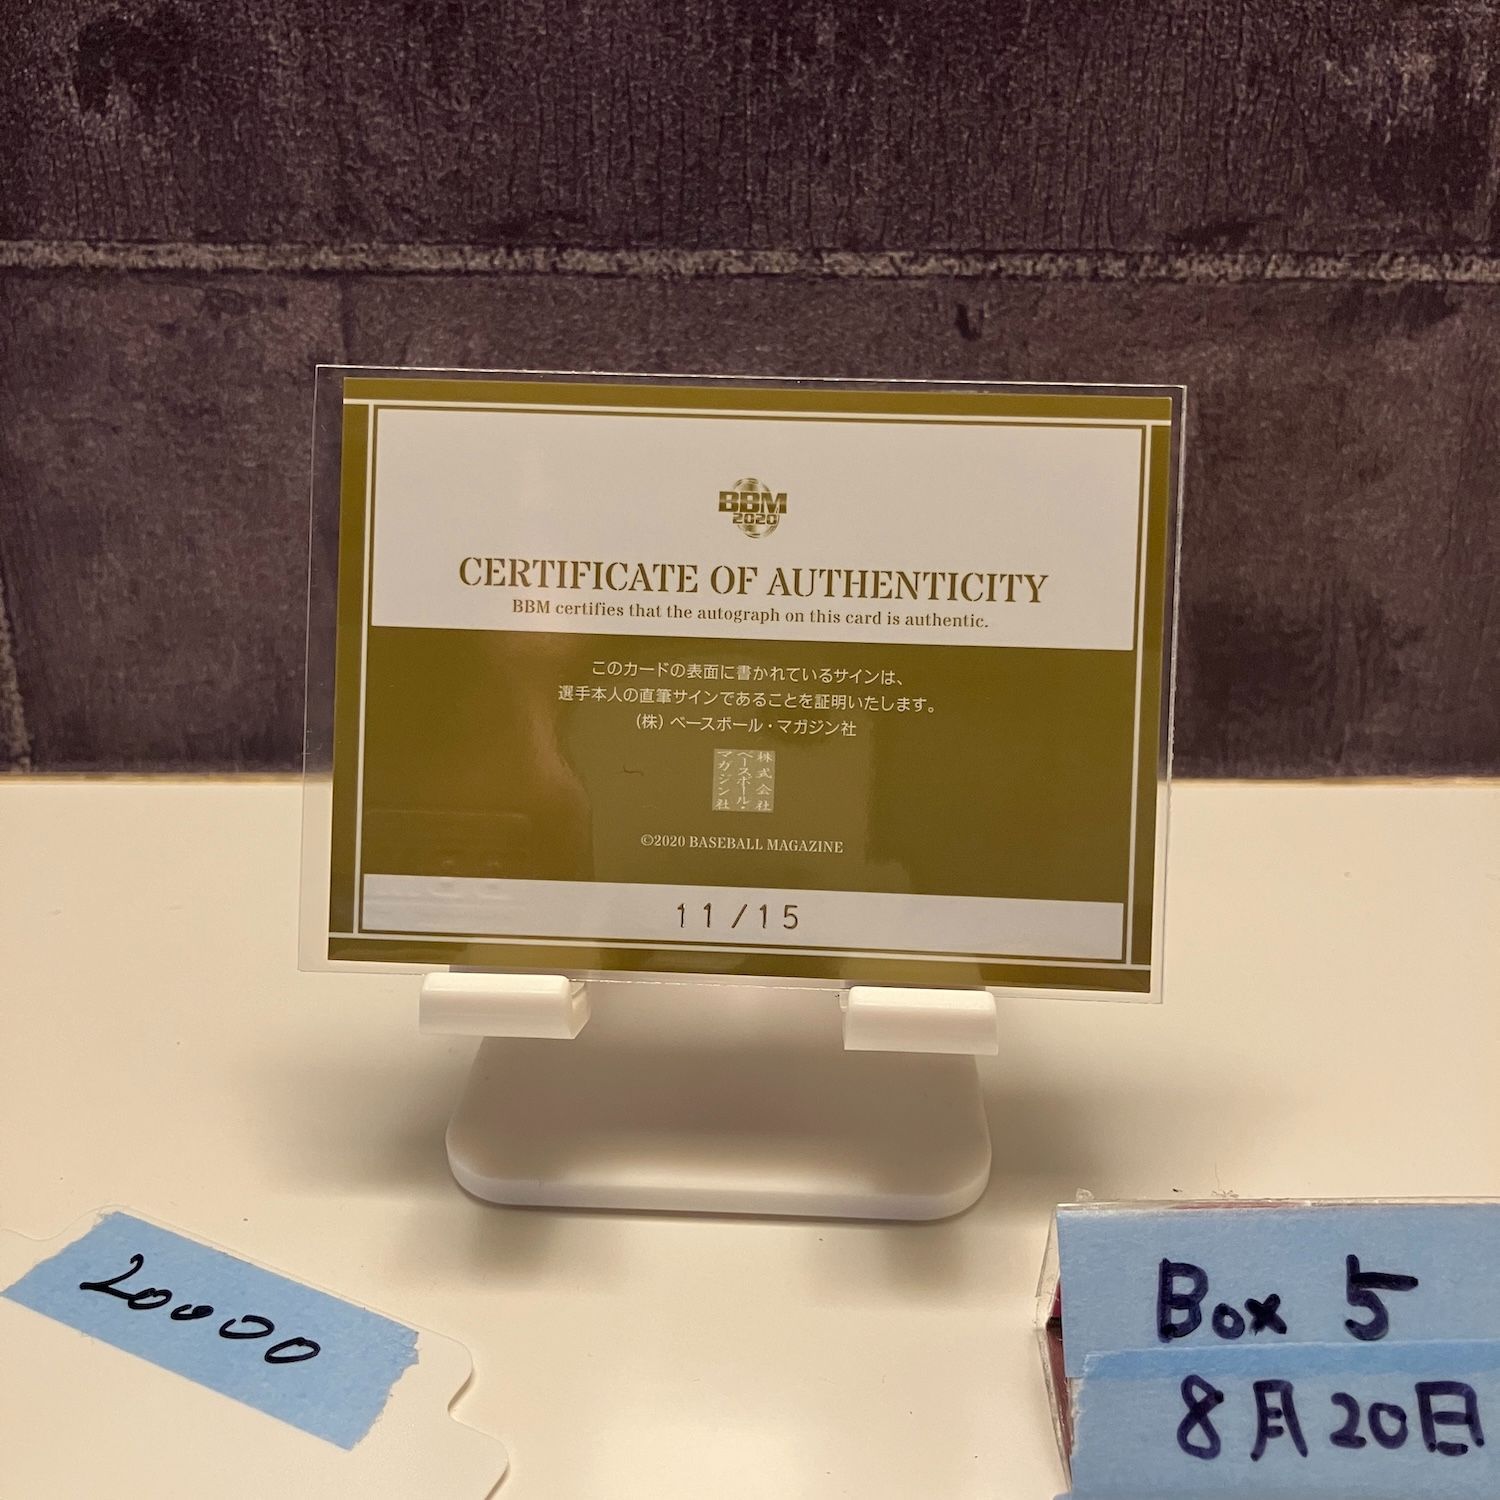 BBM
2020
CERTIFICATE OF AUTHENTICITY
BBM certifies that the autograph on this card is authentic.
このカードの表面に書かれているサインは、
選手本人の直筆サインであることを証明いたします。
(株) ベースボール・マガジン社
株式会社
ベースボール・
マガジン社
©2020 BASEBALL MAGAZINE
11/15
20000
Box 5
8月20日